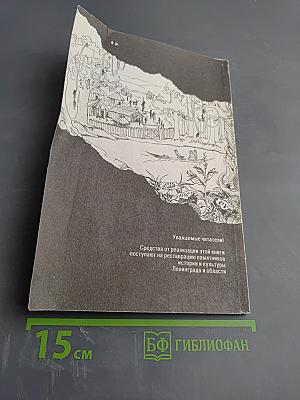 Уважаемые читатели!
Средства от реализации этой книги
поступают на реставрацию памятников
истории и культуры
Ленинграда и области
15 см
БФ ГИБЛИОФАН